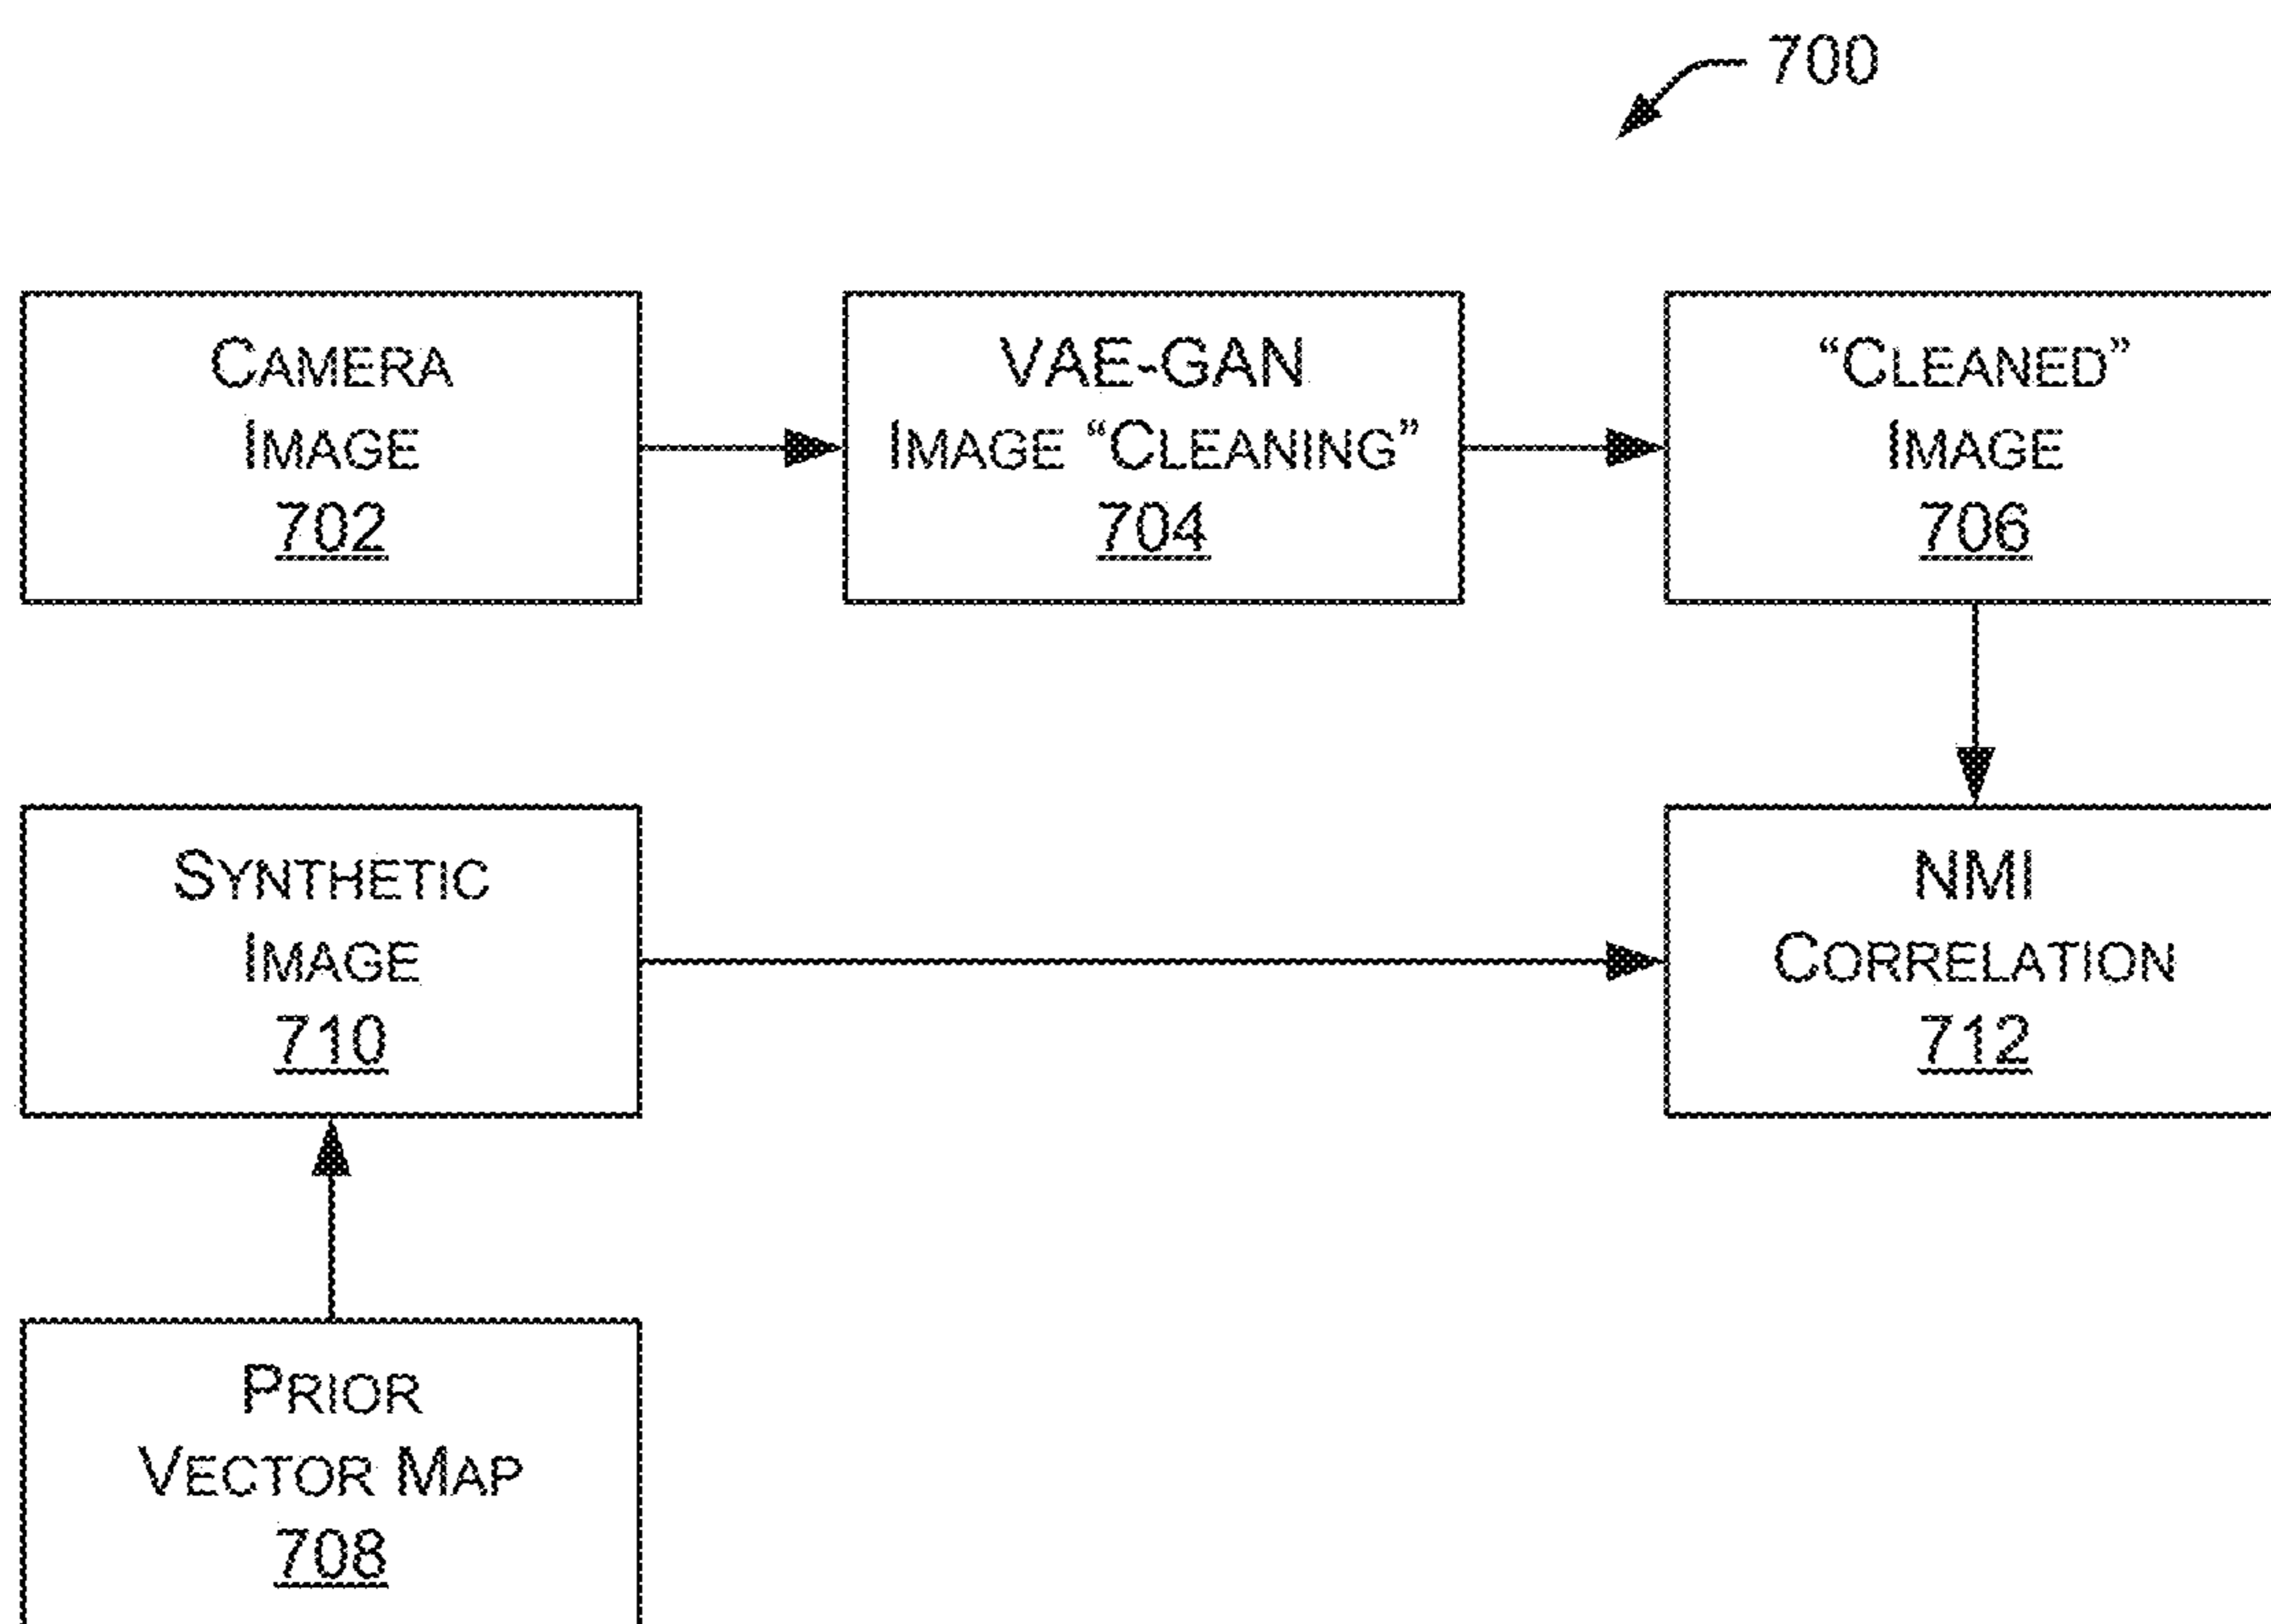 700
CAMERA
IMAGE
702
VAE-GAN
IMAGE “CLEANING”
704
“CLEANED”
IMAGE
706
SYNTHETIC
IMAGE
710
NMI
CORRELATION
712
PRIOR
VECTOR MAP
708